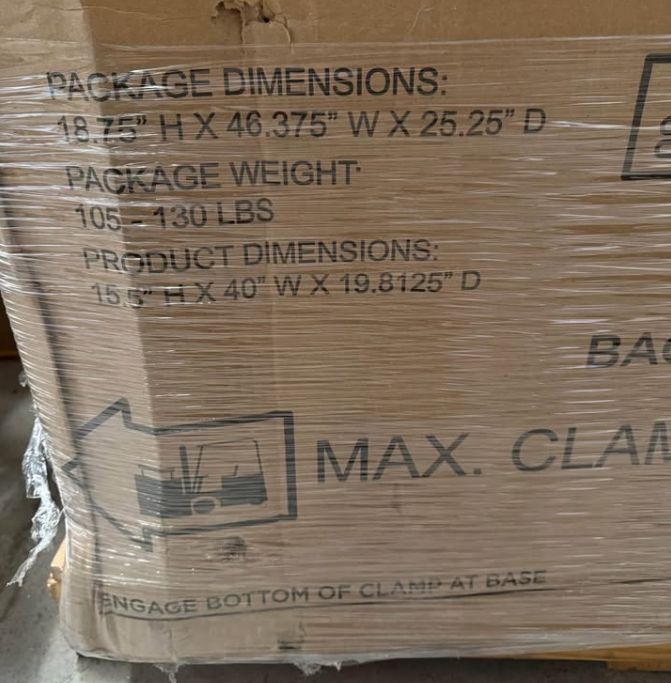 PACKAGE DIMENSIONS:
18.75” H X 46.375” W X 25.25” D
PACKAGE WEIGHT:
105 - 130 LBS
PRODUCT DIMENSIONS:
15.5” H X 40” W X 19.8125” D
MAX.
ENGAGE BOTTOM OF CLAMP AT BASE